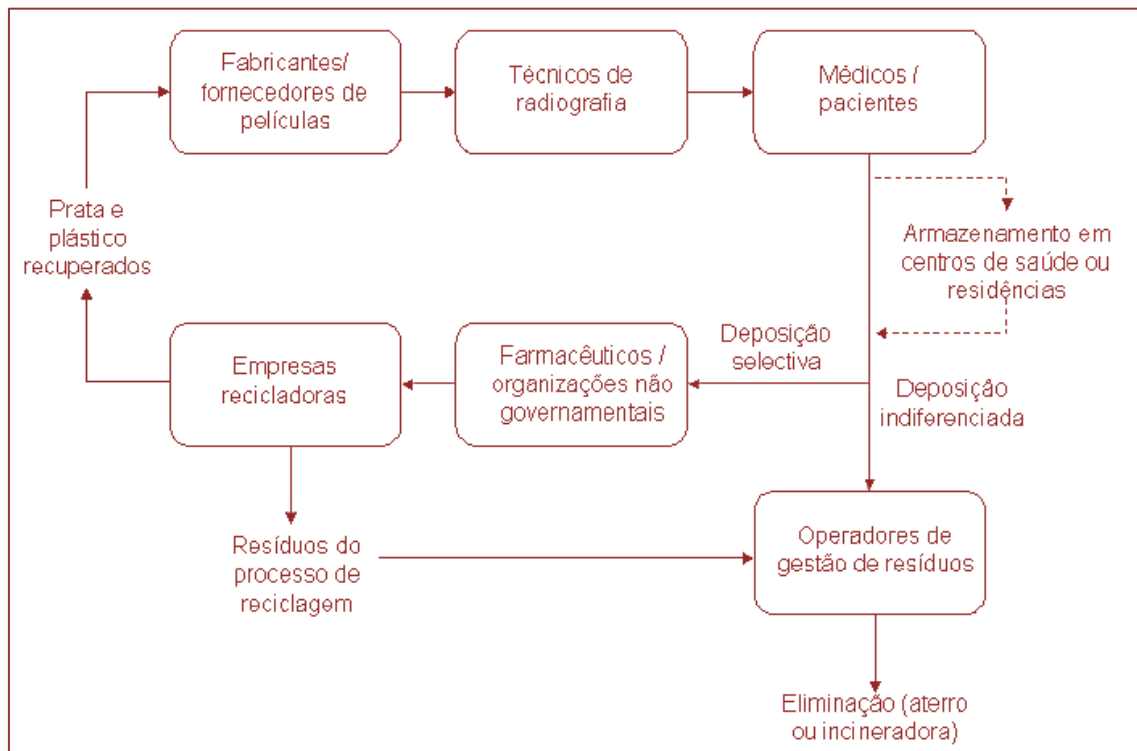 Fabricantes/
fornecedores de
películas
Técnicos de
radiografia
Médicos /
pacientes
Prata e
plástico
recuperados
Armazenamento em
centros de saúde ou
residências
Empresas
recicladoras
Farmacêuticos /
organizações não
governamentais
Deposição
selectiva
Deposição
indiferenciada
Resíduos do
processo de
reciclagem
Operadores de
gestão de resíduos
Eliminação (aterro
ou incineradora)